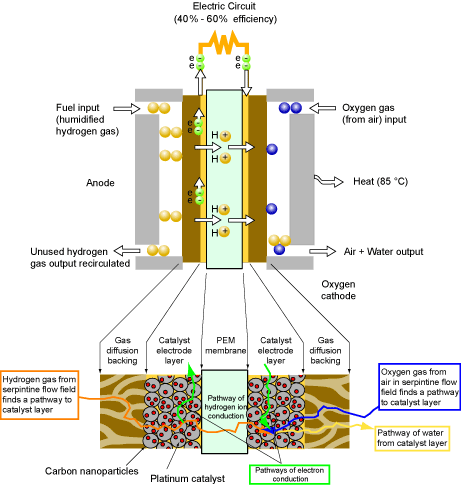 Electric Circuit
(40% - 60% efficiency)
e- e-
e- e-
Fuel input
(humidified
hydrogen gas)
Oxygen gas
(from air) input
e-
e-
H +
H +
Anode
Heat (85 °C)
e-
e-
H +
H +
Unused hydrogen
gas output recirculated
Air + Water output
Oxygen
cathode
Gas
diffusion
backing
Catalyst
electrode
layer
PEM
membrane
Catalyst
electrode
layer
Gas
diffusion
backing
Hydrogen gas from
serpintine flow field
finds a pathway to
catalyst layer
Pathway of
hydrogen ion
conduction
Oxygen gas from
air in serpintine flow
field finds a pathway
to catalyst layer
Pathway of water
from catalyst layer
Carbon nanoparticles
Platinum catalyst
Pathways of electron
conduction